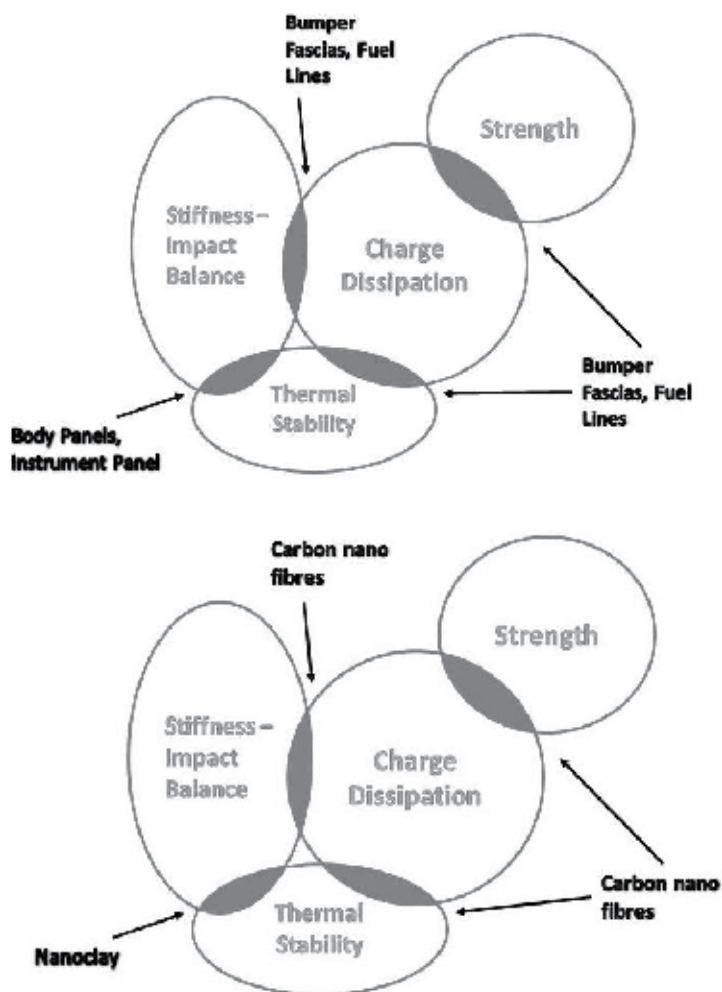 Bumper
Fascias, Fuel
Lines
Strength
Stiffness–
Impact
Balance
Charge
Dissipation
Bumper
Fascias, Fuel
Lines
Thermal
Stability
Body Panels,
Instrument Panel
Carbon nano
fibres
Strength
Stiffness–
Impact
Balance
Charge
Dissipation
Carbon nano
fibres
Thermal
Stability
Nanoclay